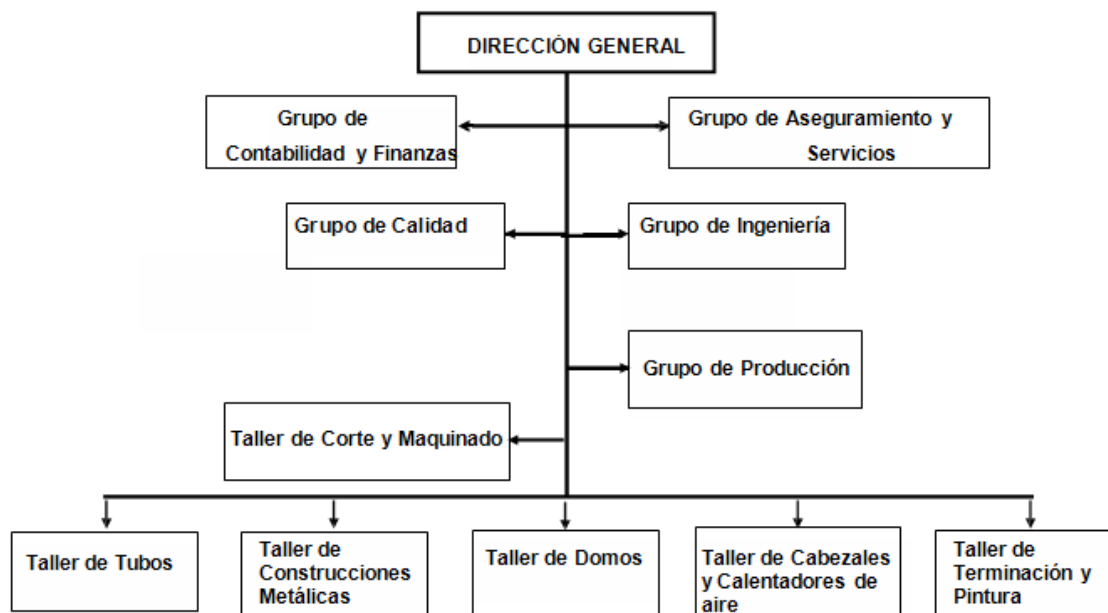 DIRECCIÓN GENERAL
Grupo de
Contabilidad y Finanzas
Grupo de Aseguramiento y
Servicios
Grupo de Calidad
Grupo de Ingeniería
Grupo de Producción
Taller de Corte y Maquinado
Taller de Tubos
Taller de
Construcciones
Metálicas
Taller de Domos
Taller de Cabezales
y Calentadores de
aire
Taller de
Terminación y
Pintura